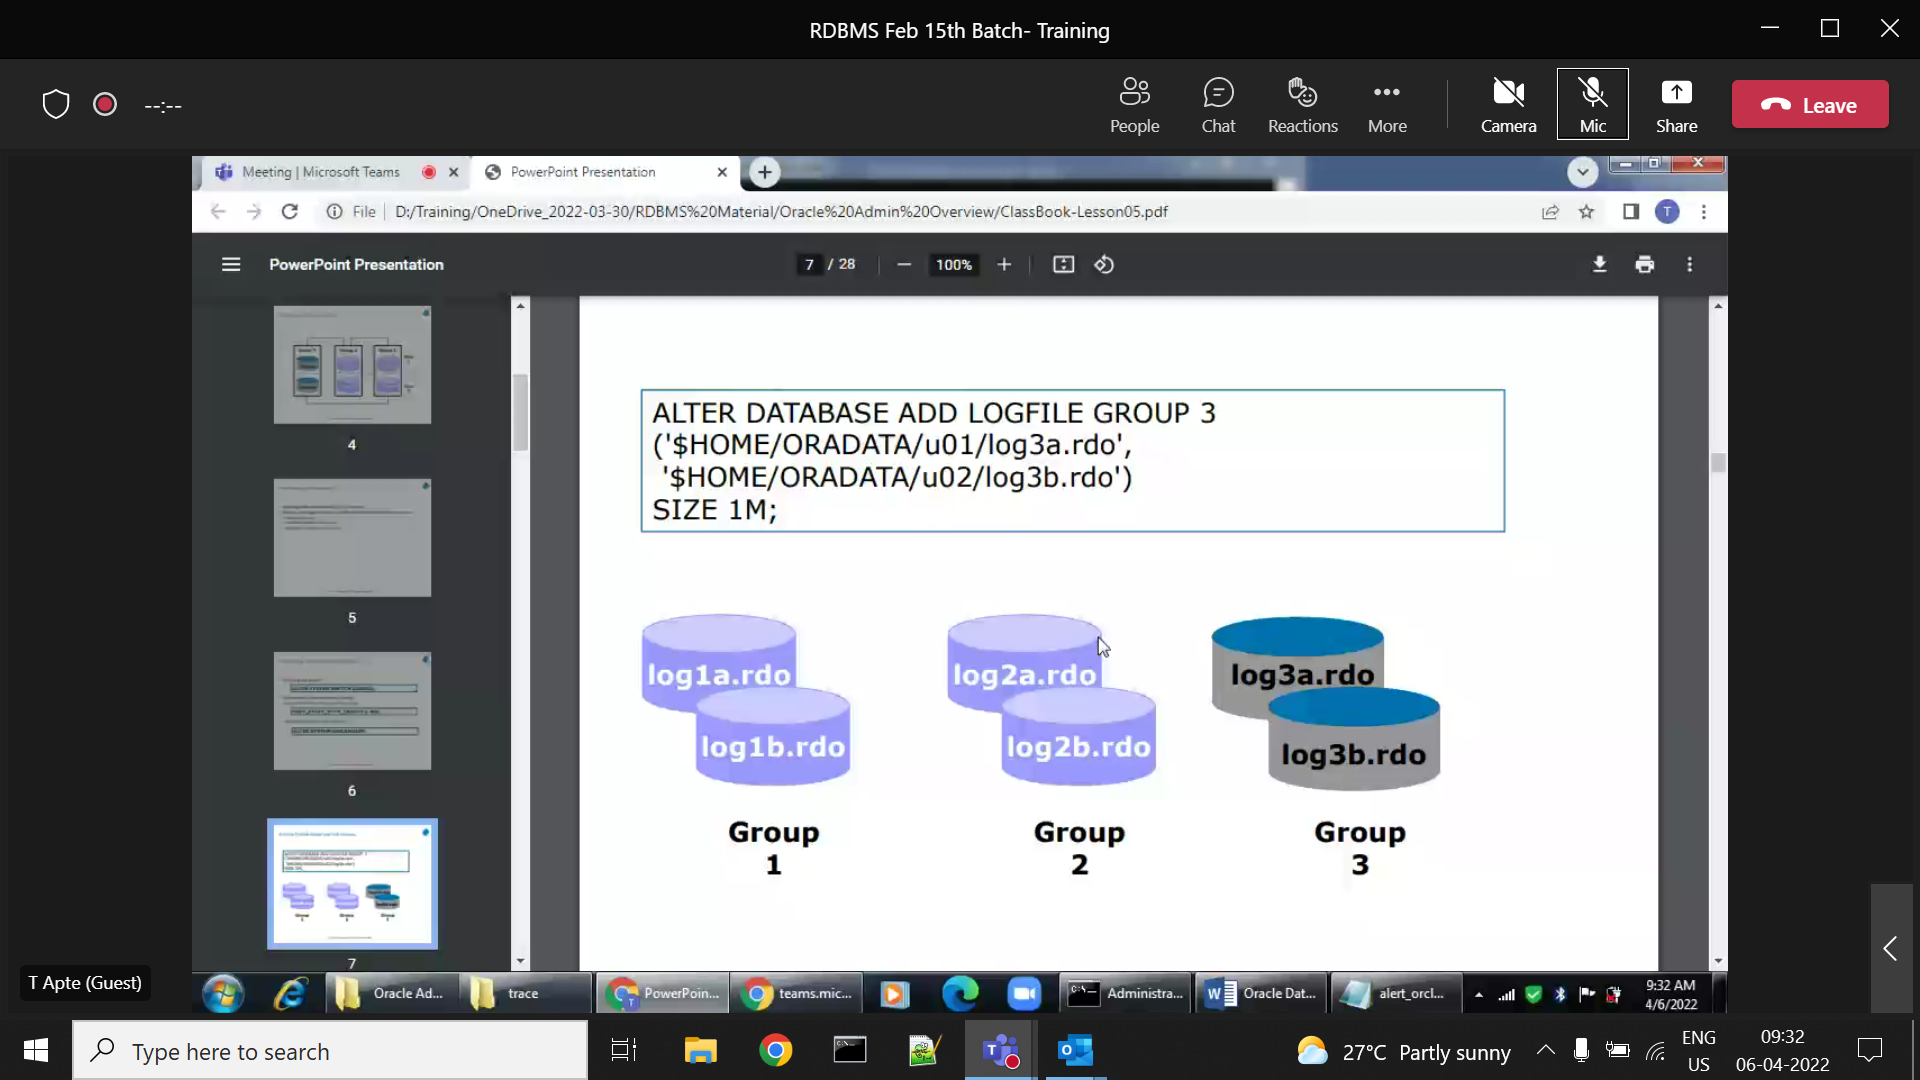 RDBMS Feb 15th Batch- Training
--:--
People
Chat
Reactions
More
Camera
Mic
Share
Leave
Meeting | Microsoft Teams
PowerPoint Presentation
File
D:/Training/OneDrive_2022-03-30/RDBMS%20Material/Oracle%20Admin%20Overview/ClassBook-Lesson05.pdf
T
PowerPoint Presentation
7 / 28
100%
4
5
6
7
ALTER DATABASE ADD LOGFILE GROUP 3
('$HOME/ORADATA/u01/log3a.rdo',
'$HOME/ORADATA/u02/log3b.rdo')
SIZE 1M;
log1a.rdo
log1b.rdo
log2a.rdo
log2b.rdo
log3a.rdo
log3b.rdo
Group
1
Group
2
Group
3
T Apte (Guest)
Oracle Ad...
trace
PowerPoin...
teams.mic...
Administra...
Oracle Dat...
alert_orcl...
9:32 AM
4/6/2022
Type here to search
27°C Partly sunny
ENG
US
09:32
06-04-2022